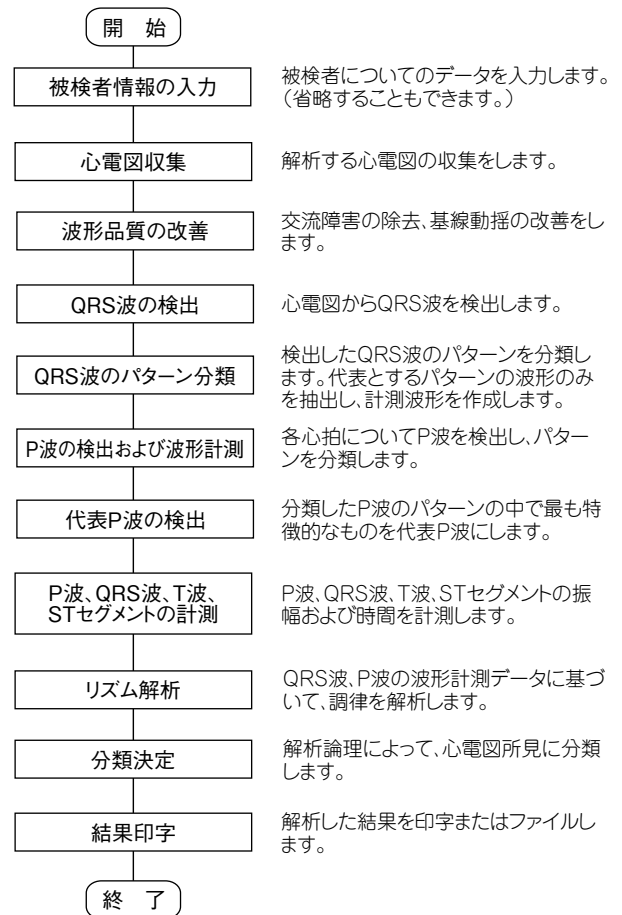 開　始
被検者情報の入力
被検者についてのデータを入力します。
（省略することもできます。）
心電図収集
解析する心電図の収集をします。
波形品質の改善
交流障害の除去、基線動揺の改善をし
ます。
QRS波の検出
心電図からQRS波を検出します。
QRS波のパターン分類
検出したQRS波のパターンを分類し
ます。代表とするパターンの波形のみ
を抽出し、計測波形を作成します。
P波の検出および波形計測
各心拍についてP波を検出し、パター
ンを分類します。
代表P波の検出
分類したP波のパターンの中で最も特
徴的なものを代表P波にします。
P波、QRS波、T波、
STセグメントの計測
P波、QRS波、T波、STセグメントの振
幅および時間を計測します。
リズム解析
QRS波、P波の波形計測データに基づ
いて、調律を解析します。
分類決定
解析論理によって、心電図所見に分類
します。
結果印字
解析した結果を印字またはファイルし
ます。
終　了